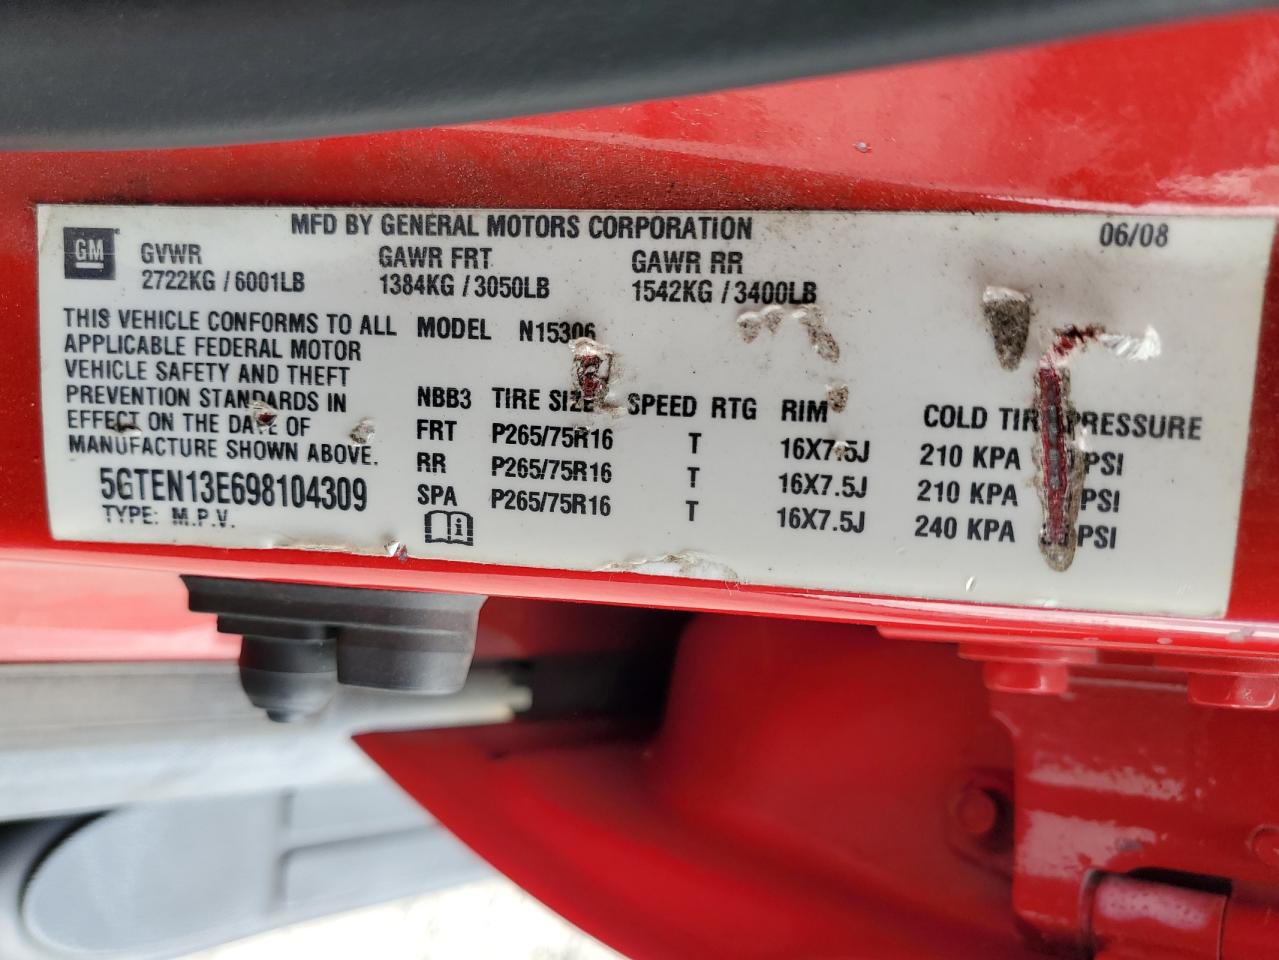 MFD BY GENERAL MOTORS CORPORATION 06/08
GM
GVWR GAWR FRT GAWR RR
2722KG / 6001LB 1384KG / 3050LB 1542KG / 3400LB
THIS VEHICLE CONFORMS TO ALL
APPLICABLE FEDERAL MOTOR
VEHICLE SAFETY AND THEFT
PREVENTION STANDARDS IN
EFFECT ON THE DATE OF
MANUFACTURE SHOWN ABOVE.
5GTEN13E698104309
TYPE: M.P.V.
MODEL N15306
NBB3 TIRE SIZE SPEED RTG RIM COLD TIRE PRESSURE
FRT P265/75R16 T 16X7.5J 210 KPA PSI
RR P265/75R16 T 16X7.5J 210 KPA PSI
SPA P265/75R16 T 16X7.5J 240 KPA PSI